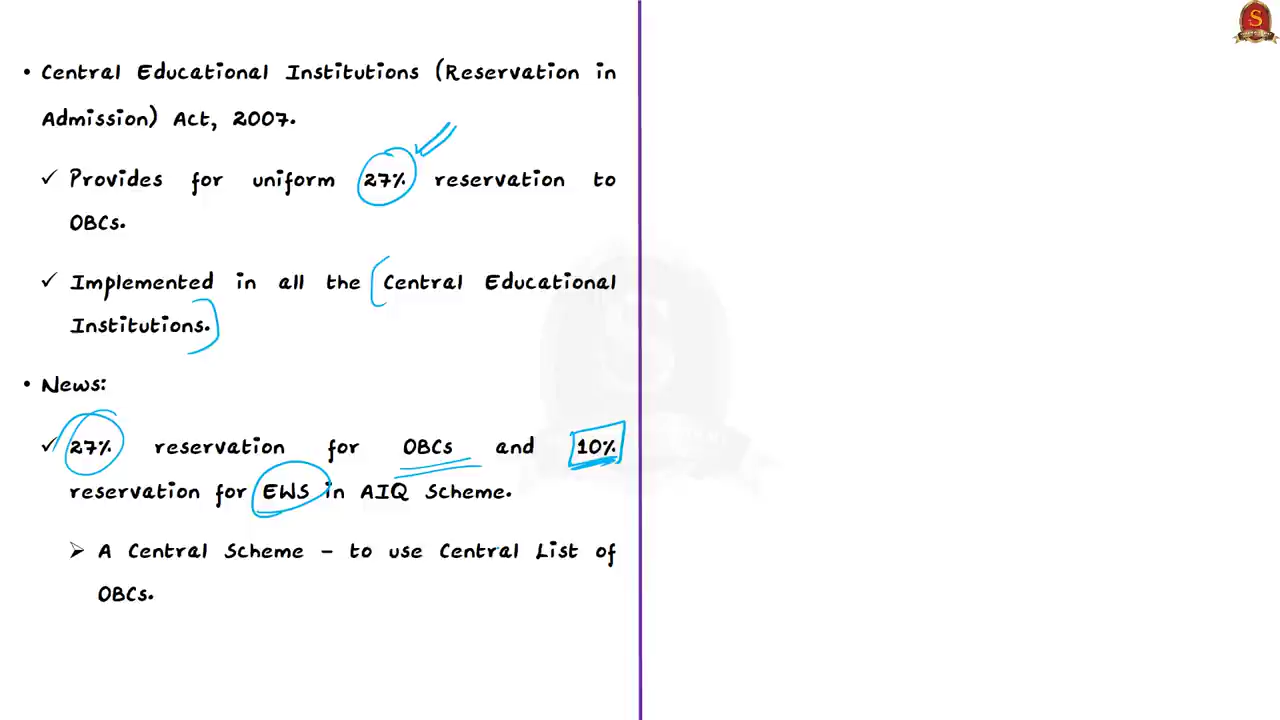 • Central Educational Institutions (Reservation in
Admission) Act, 2007.
✓ Provides for uniform 27% reservation to
OBCs.
✓ Implemented in all the Central Educational
Institutions.
• News:
✓ 27% reservation for OBCs and 10%
reservation for EWS in AIQ Scheme.
➢ A Central Scheme – to use Central List of
OBCs.
S